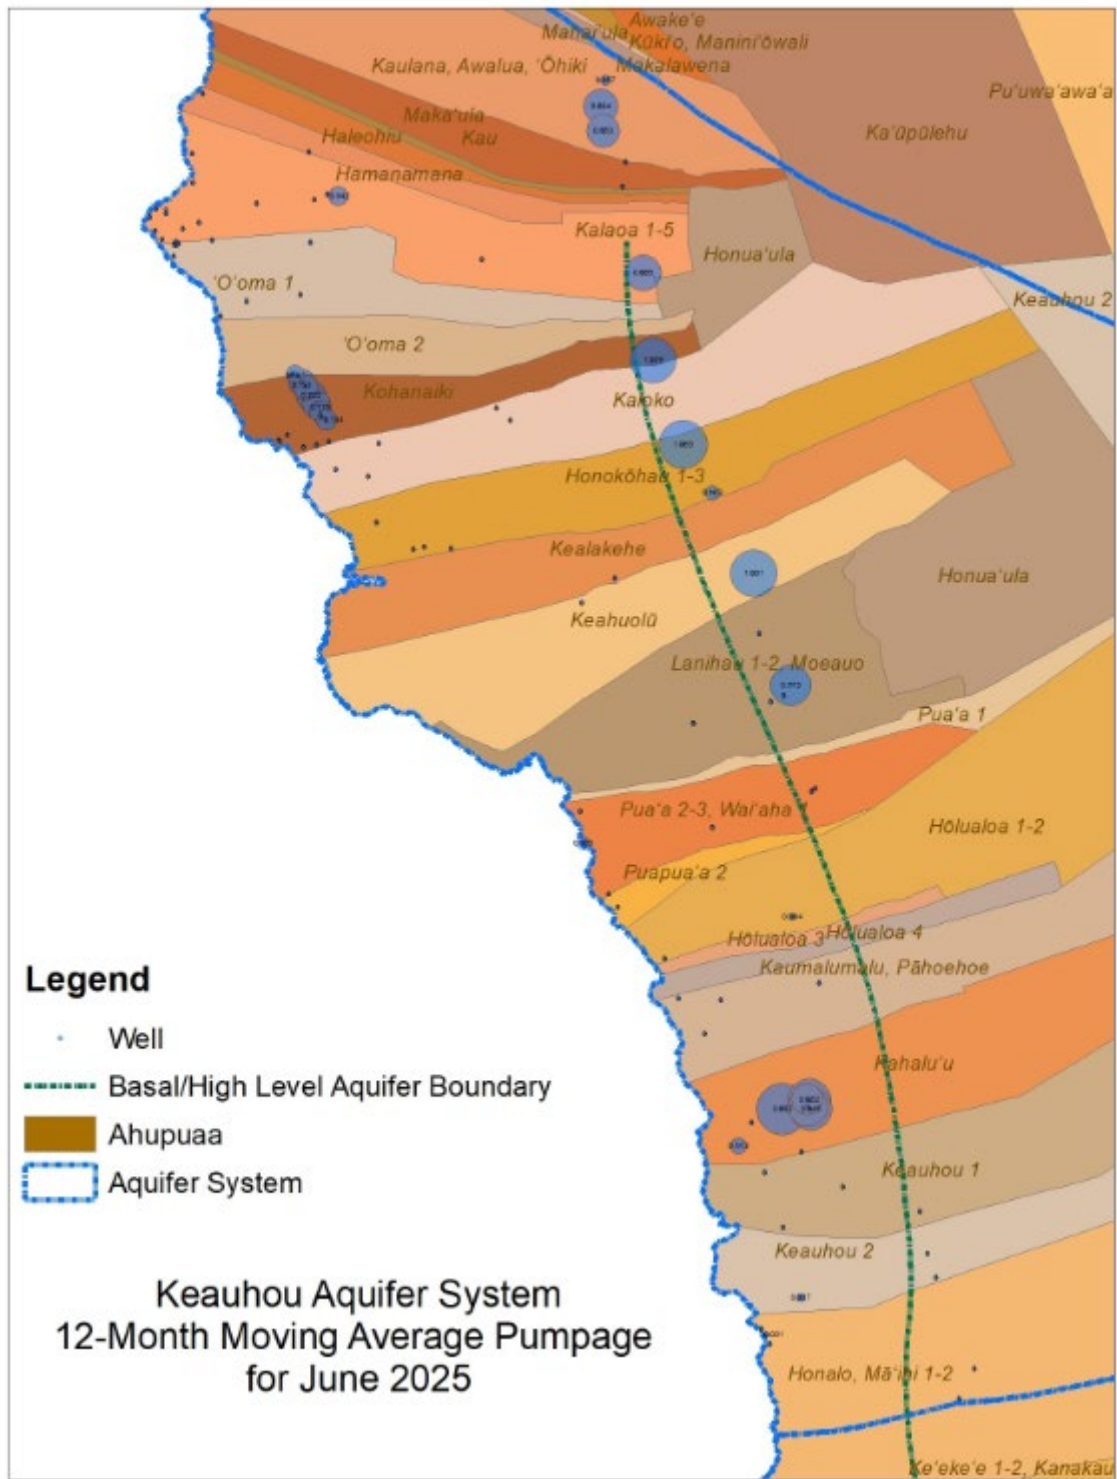 Awake'e
Mahai'ula
Kūki'o, Manini'ōwali
Kaulana, Awalua, 'Ōhiki
Makalawena
Pu'uwa'awa'a
Maka'ula
Ka'ūpūlehu
Haleohiu
Kau
Hamanamana
Kalaoa 1-5
Honua'ula
'O'oma 1
Keauhou 2
'O'oma 2
Kohanaiki
Kaloko
Honokōhau 1-3
Kealakehe
Honua'ula
Keahuolū
Lanihau 1-2, Moeauo
Pua'a 1
Pua'a 2-3, Wai'aha 1
Hōlualoa 1-2
Puapua'a 2
Hōlualoa 3
Hōlualoa 4
Kaumalumalu, Pāhoehoe
Legend
Well
Basal/High Level Aquifer Boundary
Ahupuaa
Aquifer System
Kahalu'u
Keauhou 1
Keauhou 2
Keauhou Aquifer System
12-Month Moving Average Pumpage
for June 2025
Honalo, Mā'ihi 1-2
Ke'eke'e 1-2, Kanakau